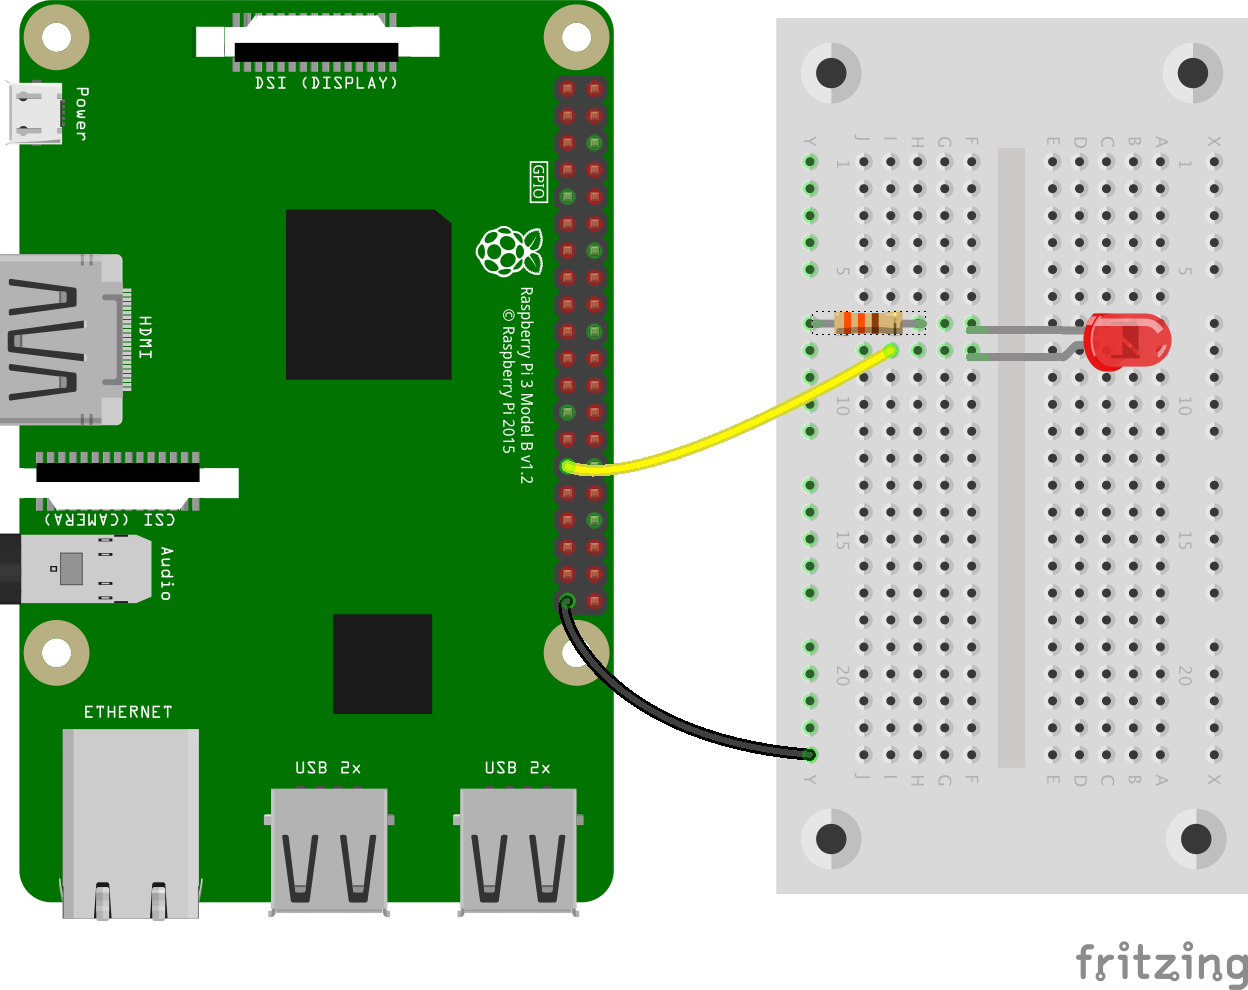 DSI (DISPLAY)
Power
GPIO
HDMI
Raspberry Pi 3 Model B v1.2
© Raspberry Pi 2015
CSI (CAMERA)
Audio
ETHERNET
USB 2x
USB 2x
Y J I H G F E D C B A X
1 1
5 5
10 10
15 15
20 20
Y J I H G F E D C B A X
fritzing